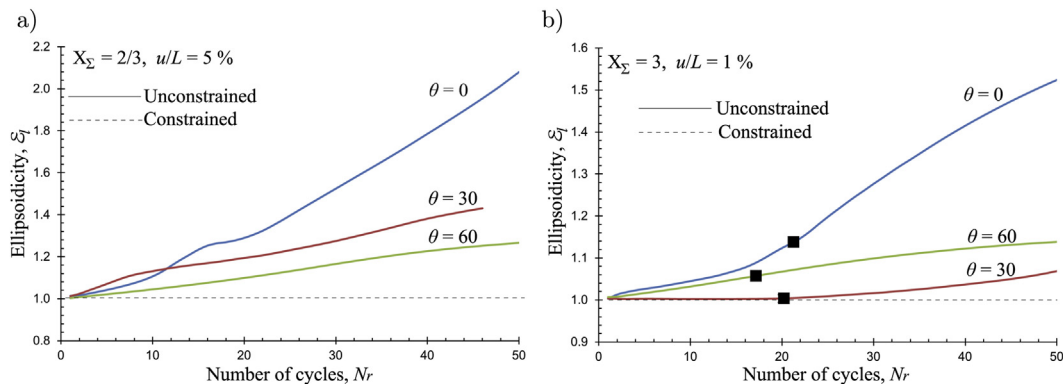 a)
2.2
2.0
1.8
1.6
1.4
1.2
1.0
0.8
Ellipsoidicity, Ɛq
X_Σ = 2/3, u/L = 5 %
Unconstrained
Constrained
θ = 0
θ = 30
θ = 60
0 10 20 30 40 50
Number of cycles, Nr
b)
1.6
1.5
1.4
1.3
1.2
1.1
1.0
0.9
Ellipsoidicity, Ɛq
X_Σ = 3, u/L = 1 %
Unconstrained
Constrained
θ = 0
θ = 60
θ = 30
0 10 20 30 40 50
Number of cycles, Nr